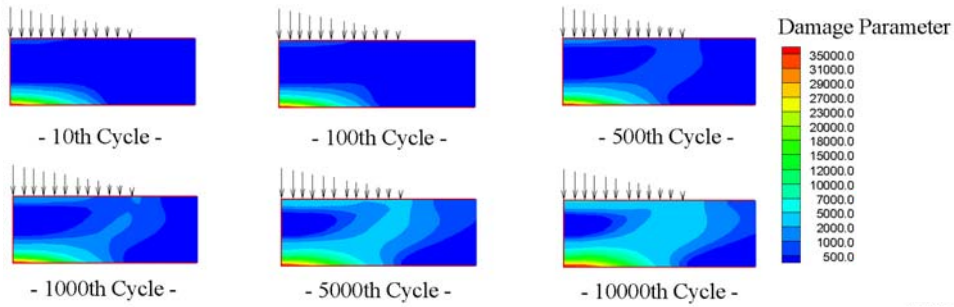 Damage Parameter
35000.0
31000.0
29000.0
27000.0
23000.0
20000.0
18000.0
15000.0
12000.0
10000.0
7000.0
5000.0
2000.0
1000.0
500.0
- 10th Cycle -
- 100th Cycle -
- 500th Cycle -
- 1000th Cycle -
- 5000th Cycle -
- 10000th Cycle -